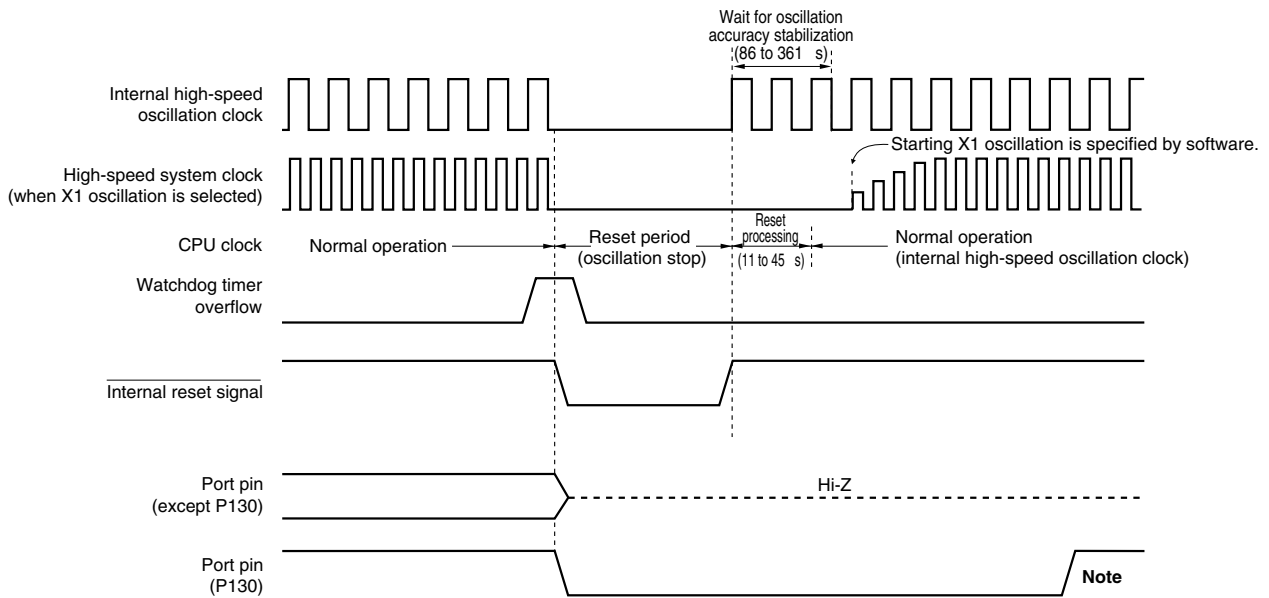 Wait for oscillation
accuracy stabilization
(86 to 361 s)
Internal high-speed
oscillation clock
Starting X1 oscillation is specified by software.
High-speed system clock
(when X1 oscillation is selected)
CPU clock
Normal operation
Reset period
(oscillation stop)
Reset
processing
(11 to 45 s)
Normal operation
(internal high-speed oscillation clock)
Watchdog timer
overflow
Internal reset signal
Port pin
(except P130)
Hi-Z
Port pin
(P130)
Note